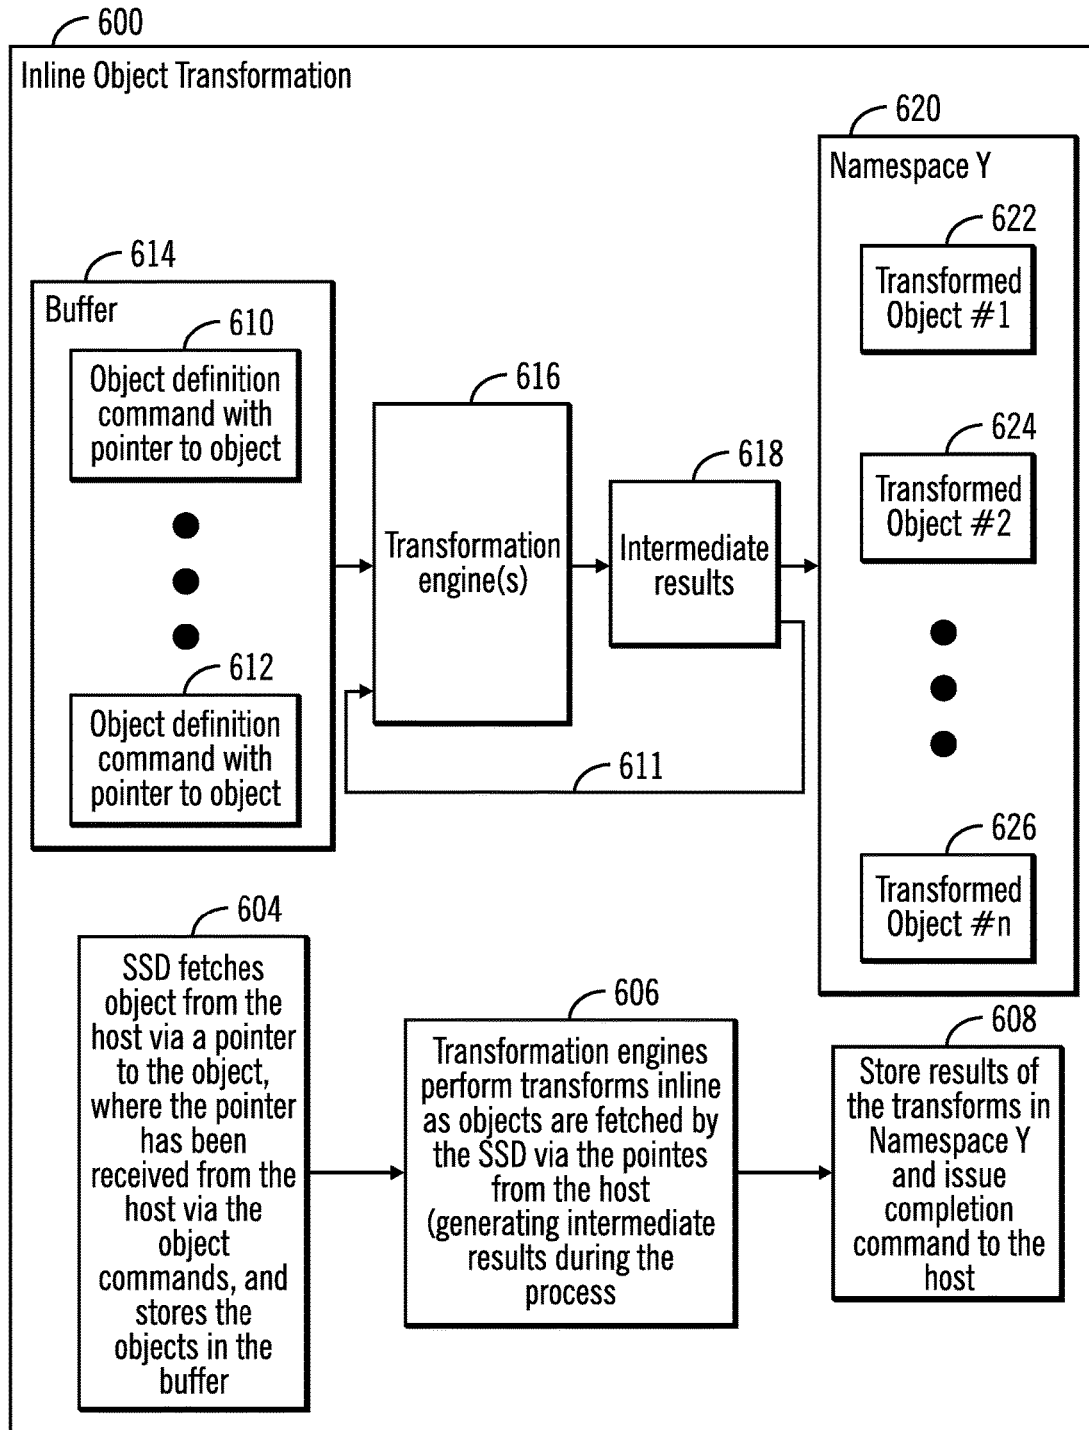 600
Inline Object Transformation
620
Namespace Y
622
Transformed
Object #1
624
Transformed
Object #2
626
Transformed
Object #n
614
Buffer
610
Object definition
command with
pointer to object
612
Object definition
command with
pointer to object
616
Transformation
engine(s)
618
Intermediate
results
611
604
SSD fetches
object from the
host via a pointer
to the object,
where the pointer
has been
received from the
host via the
object
commands, and
stores the
objects in the
buffer
606
Transformation engines
perform transforms inline
as objects are fetched by
the SSD via the pointes
from the host
(generating intermediate
results during the
process
608
Store results of
the transforms in
Namespace Y
and issue
completion
command to the
host